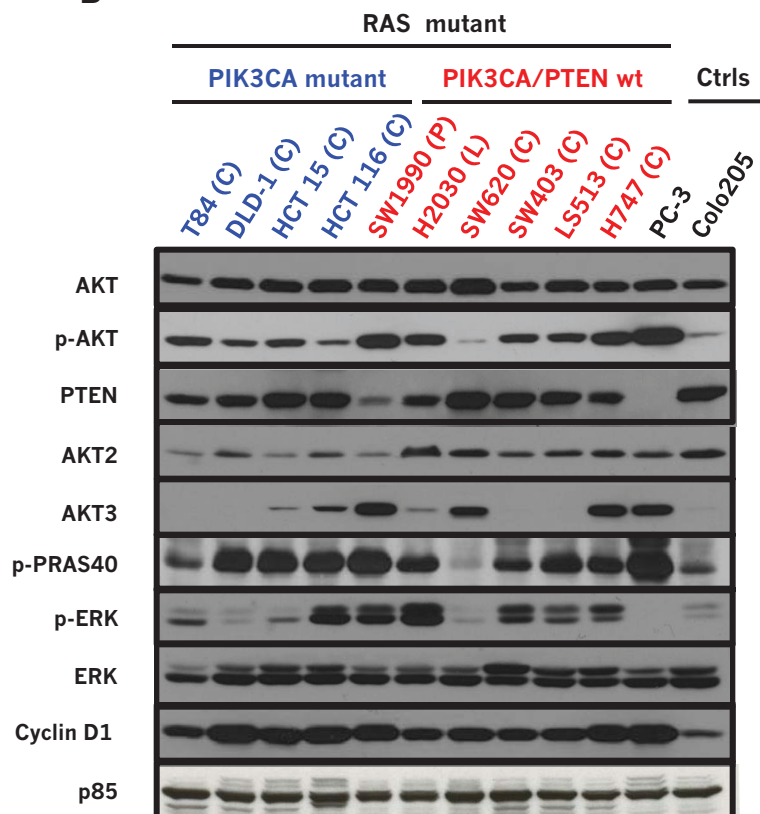 RAS mutant
PIK3CA mutant PIK3CA/PTEN wt Ctrls
T84 (C) DLD-1 (C) HCT 15 (C) HCT 116 (C) SW1990 (P) H2030 (L) SW620 (C) SW403 (C) LS513 (C) H747 (C) PC-3 Colo205
AKT
p-AKT
PTEN
AKT2
AKT3
p-PRAS40
p-ERK
ERK
Cyclin D1
p85